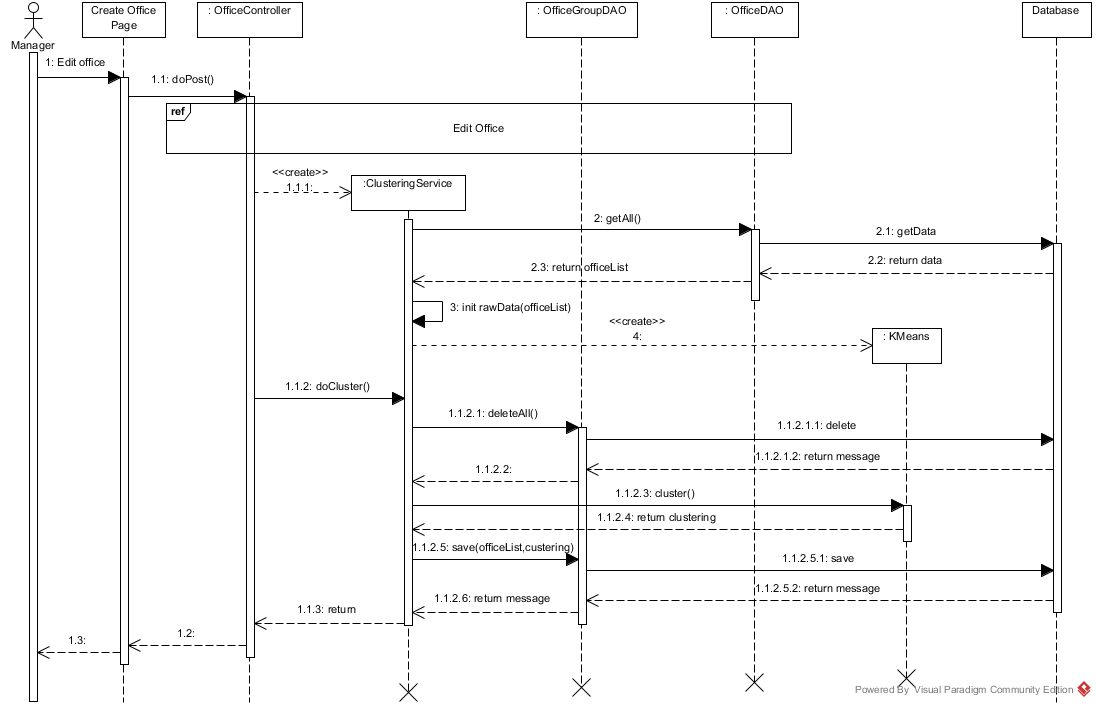 Create Office
Page
: OfficeController
: OfficeGroupDAO
: OfficeDAO
Database
Manager
1: Edit office
1.1: doPost()
ref
Edit Office
<<create>>
1.1.1:
:ClusteringService
2: getAll()
2.1: getData
2.2: return data
2.3: return officeList
3: init rawData(officeList)
<<create>>
4:
: KMeans
1.1.2: doCluster()
1.1.2.1: deleteAll()
1.1.2.1.1: delete
1.1.2.1.2: return message
1.1.2.2:
1.1.2.3: cluster()
1.1.2.4: return clustering
1.1.2.5: save(officeList,custering)
1.1.2.5.1: save
1.1.2.5.2: return message
1.1.2.6: return message
1.1.3: return
1.2:
1.3:
Powered By Visual Paradigm Community Edition